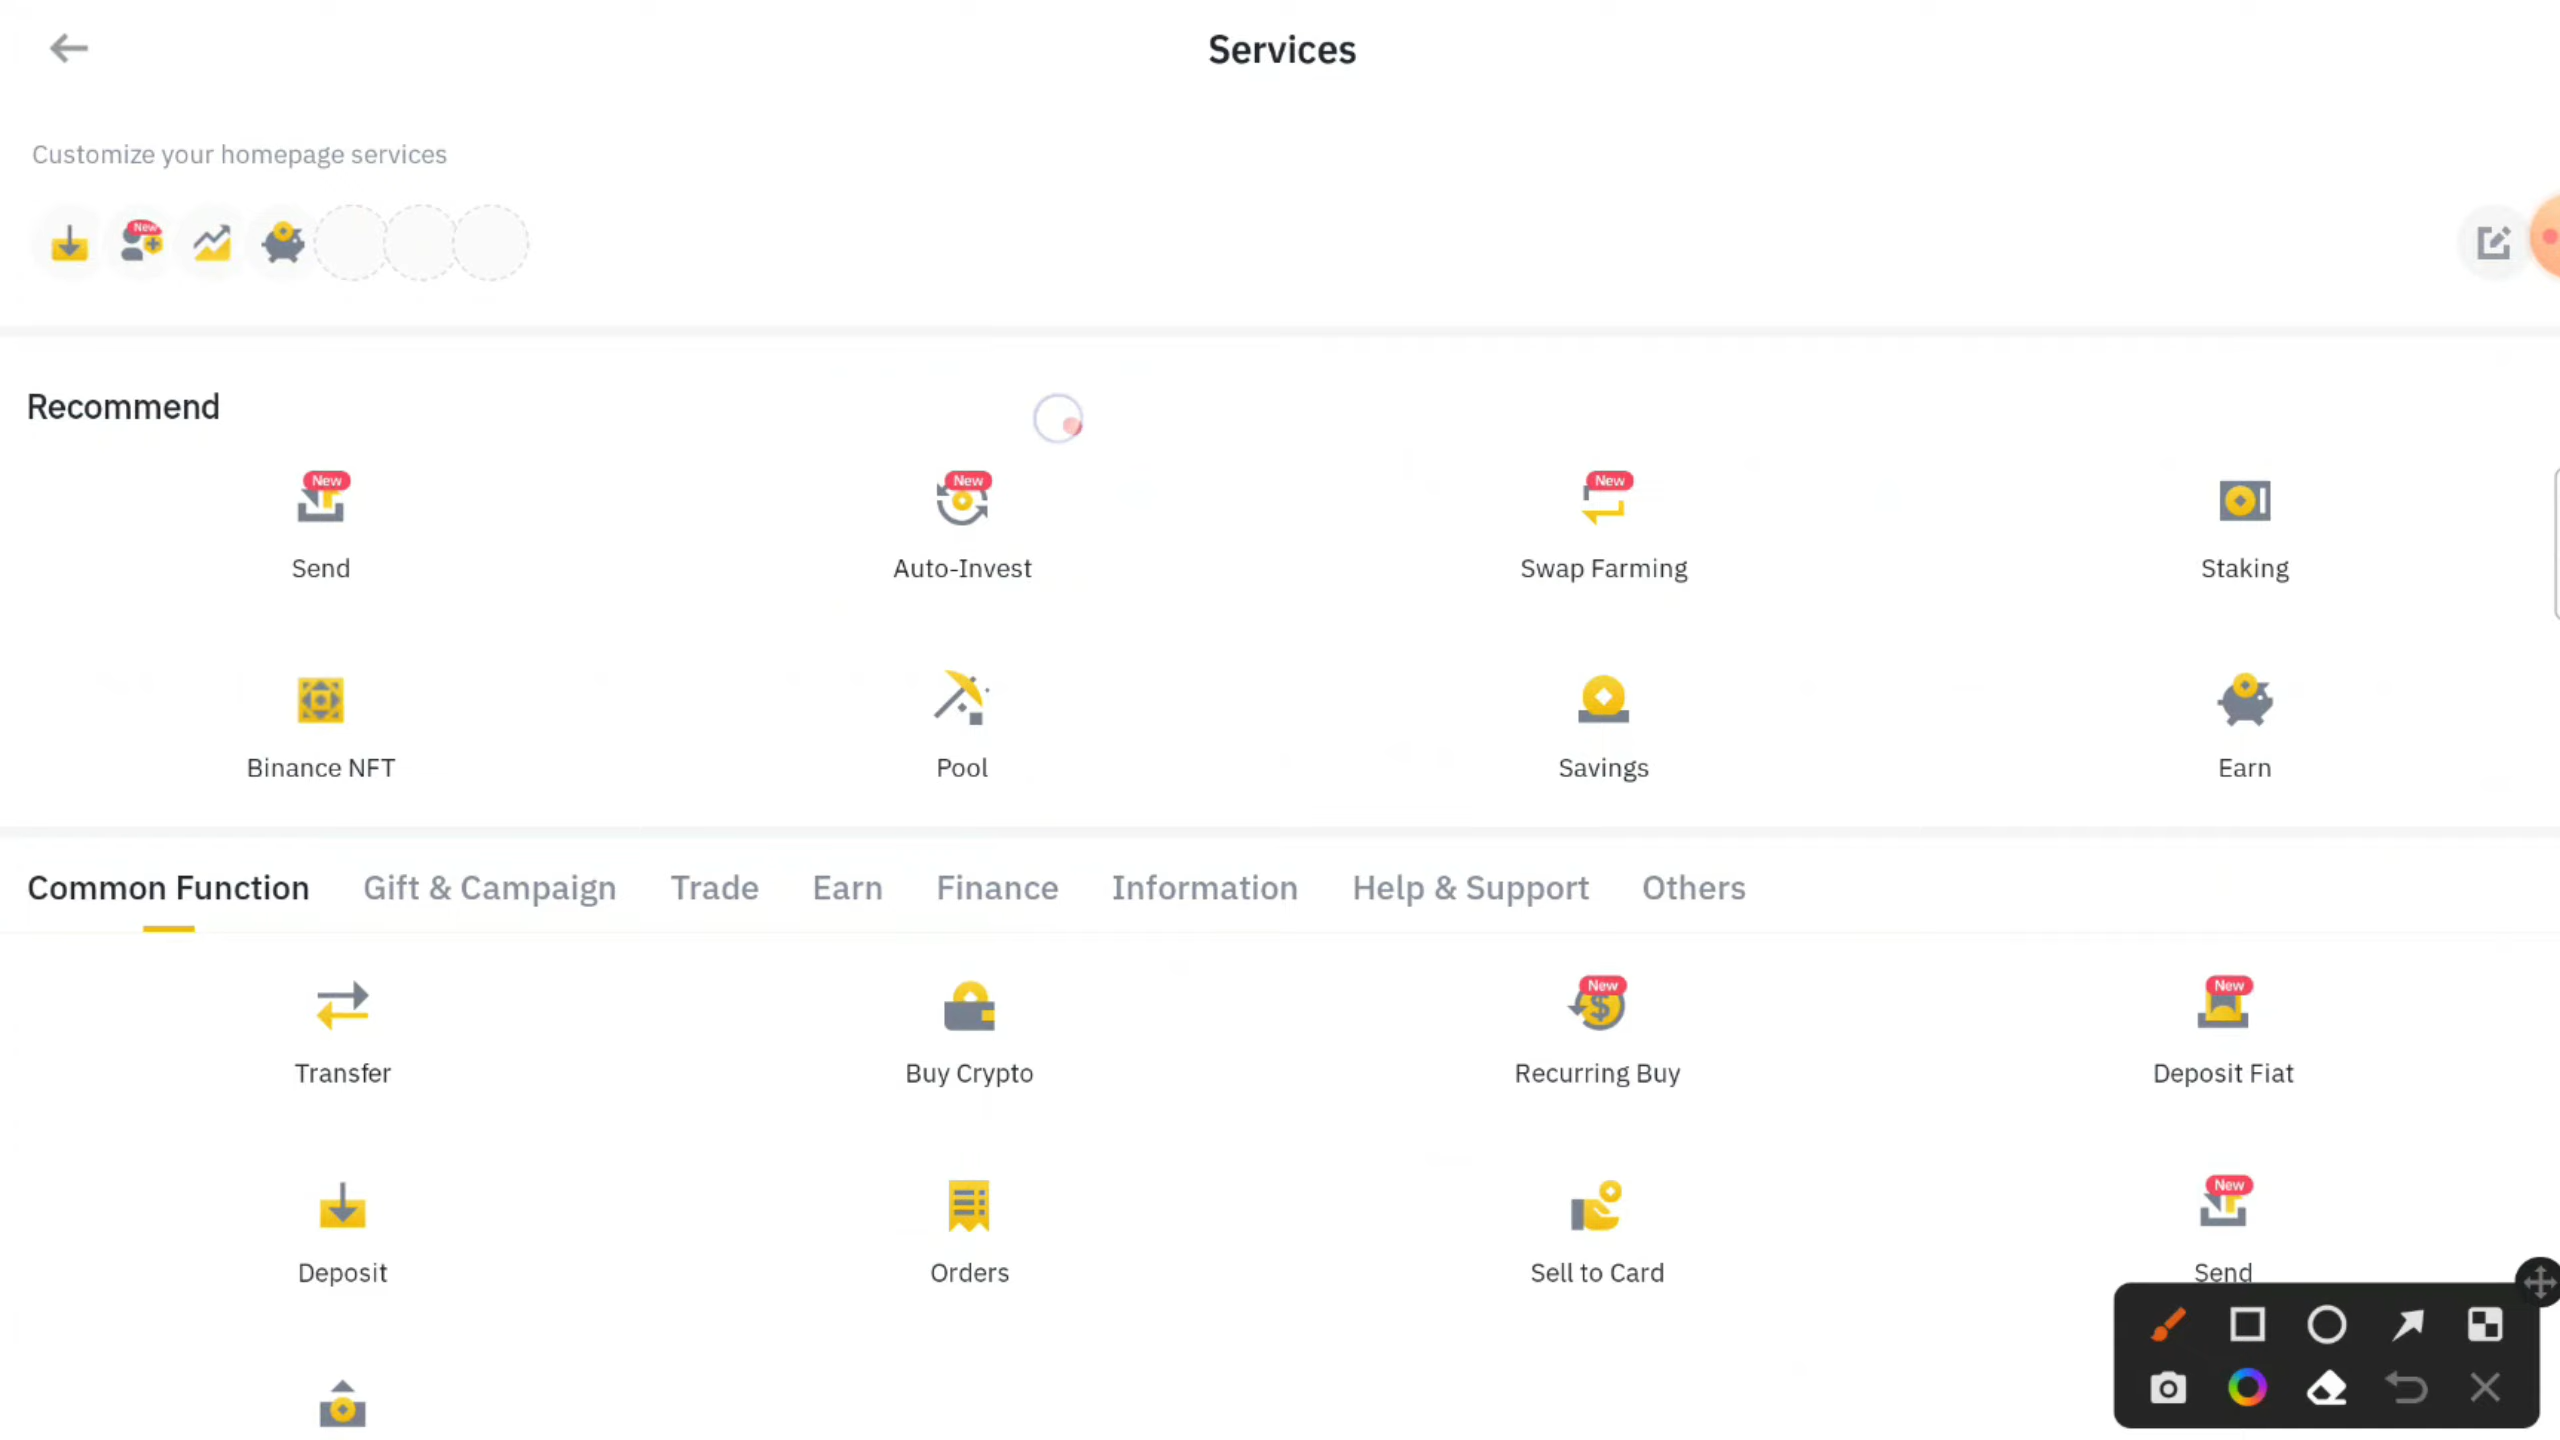 Services
Customize your homepage services
New
Recommend
New New New
Send Auto-Invest Swap Farming Staking
Binance NFT Pool Savings Earn
Common Function Gift & Campaign Trade Earn Finance Information Help & Support Others
New New
Transfer Buy Crypto Recurring Buy Deposit Fiat
New
Deposit Orders Sell to Card Send